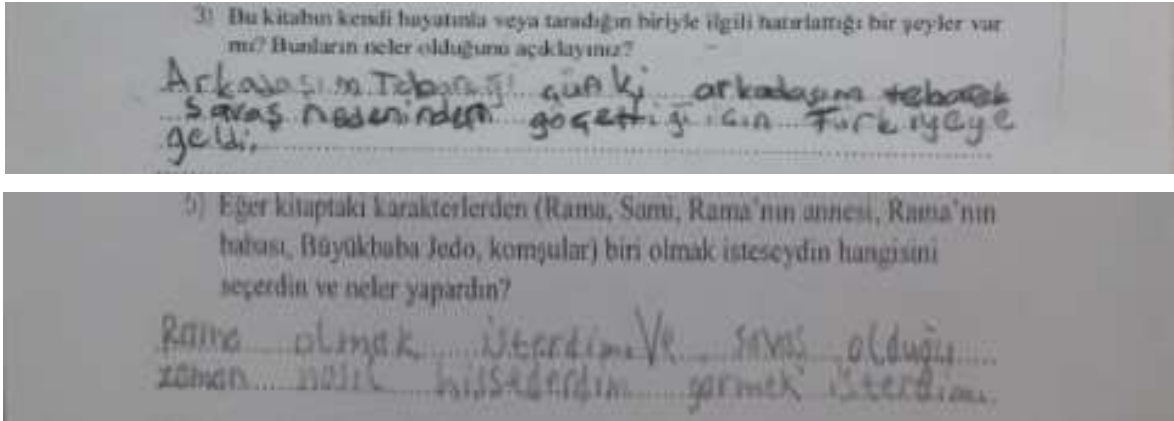 3) Bu kitabın kendi hayatınla veya tanıdığın biriyle ilgili hatırlattığı bir şeyler var
mı? Bunların neler olduğunu açıklayınız?
Arkadaşım Tebareği çünki arkadaşım tebarek
Savaş nedeninden göçettiği için Türkiyeye
geldi.
5) Eğer kitaptaki karakterlerden (Rama, Sami, Rama'nın annesi, Rama'nın
babası, Büyükbaba Jedo, komşular) biri olmak isteseydin hangisini
seçerdin ve neler yapardın?
Rama olmak isterdim. Ve savaş olduğu
zaman nasıl hissederdim görmek isterdim.